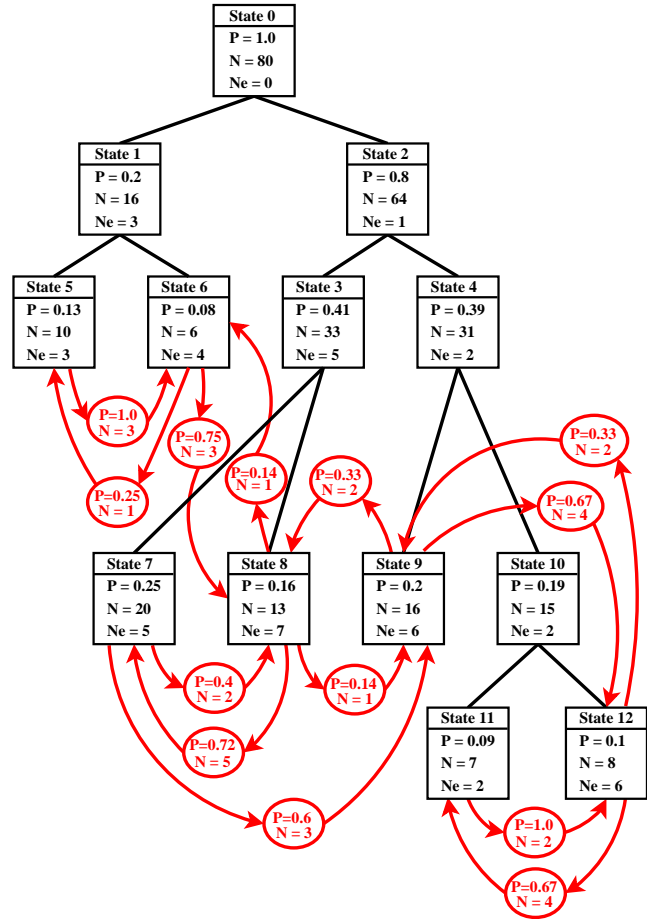 State 0
P = 1.0
N = 80
Ne = 0
State 1
P = 0.2
N = 16
Ne = 3
State 2
P = 0.8
N = 64
Ne = 1
State 5
P = 0.13
N = 10
Ne = 3
State 6
P = 0.08
N = 6
Ne = 4
State 3
P = 0.41
N = 33
Ne = 5
State 4
P = 0.39
N = 31
Ne = 2
P=1.0
N = 3
P=0.75
N = 3
P=0.25
N = 1
P=0.14
N = 1
P=0.33
N = 2
P=0.33
N = 2
P=0.67
N = 4
State 7
P = 0.25
N = 20
Ne = 5
State 8
P = 0.16
N = 13
Ne = 7
State 9
P = 0.2
N = 16
Ne = 6
State 10
P = 0.19
N = 15
Ne = 2
P=0.4
N = 2
P=0.14
N = 1
P=0.72
N = 5
P=0.6
N = 3
State 11
P = 0.09
N = 7
Ne = 2
State 12
P = 0.1
N = 8
Ne = 6
P=1.0
N = 2
P=0.67
N = 4